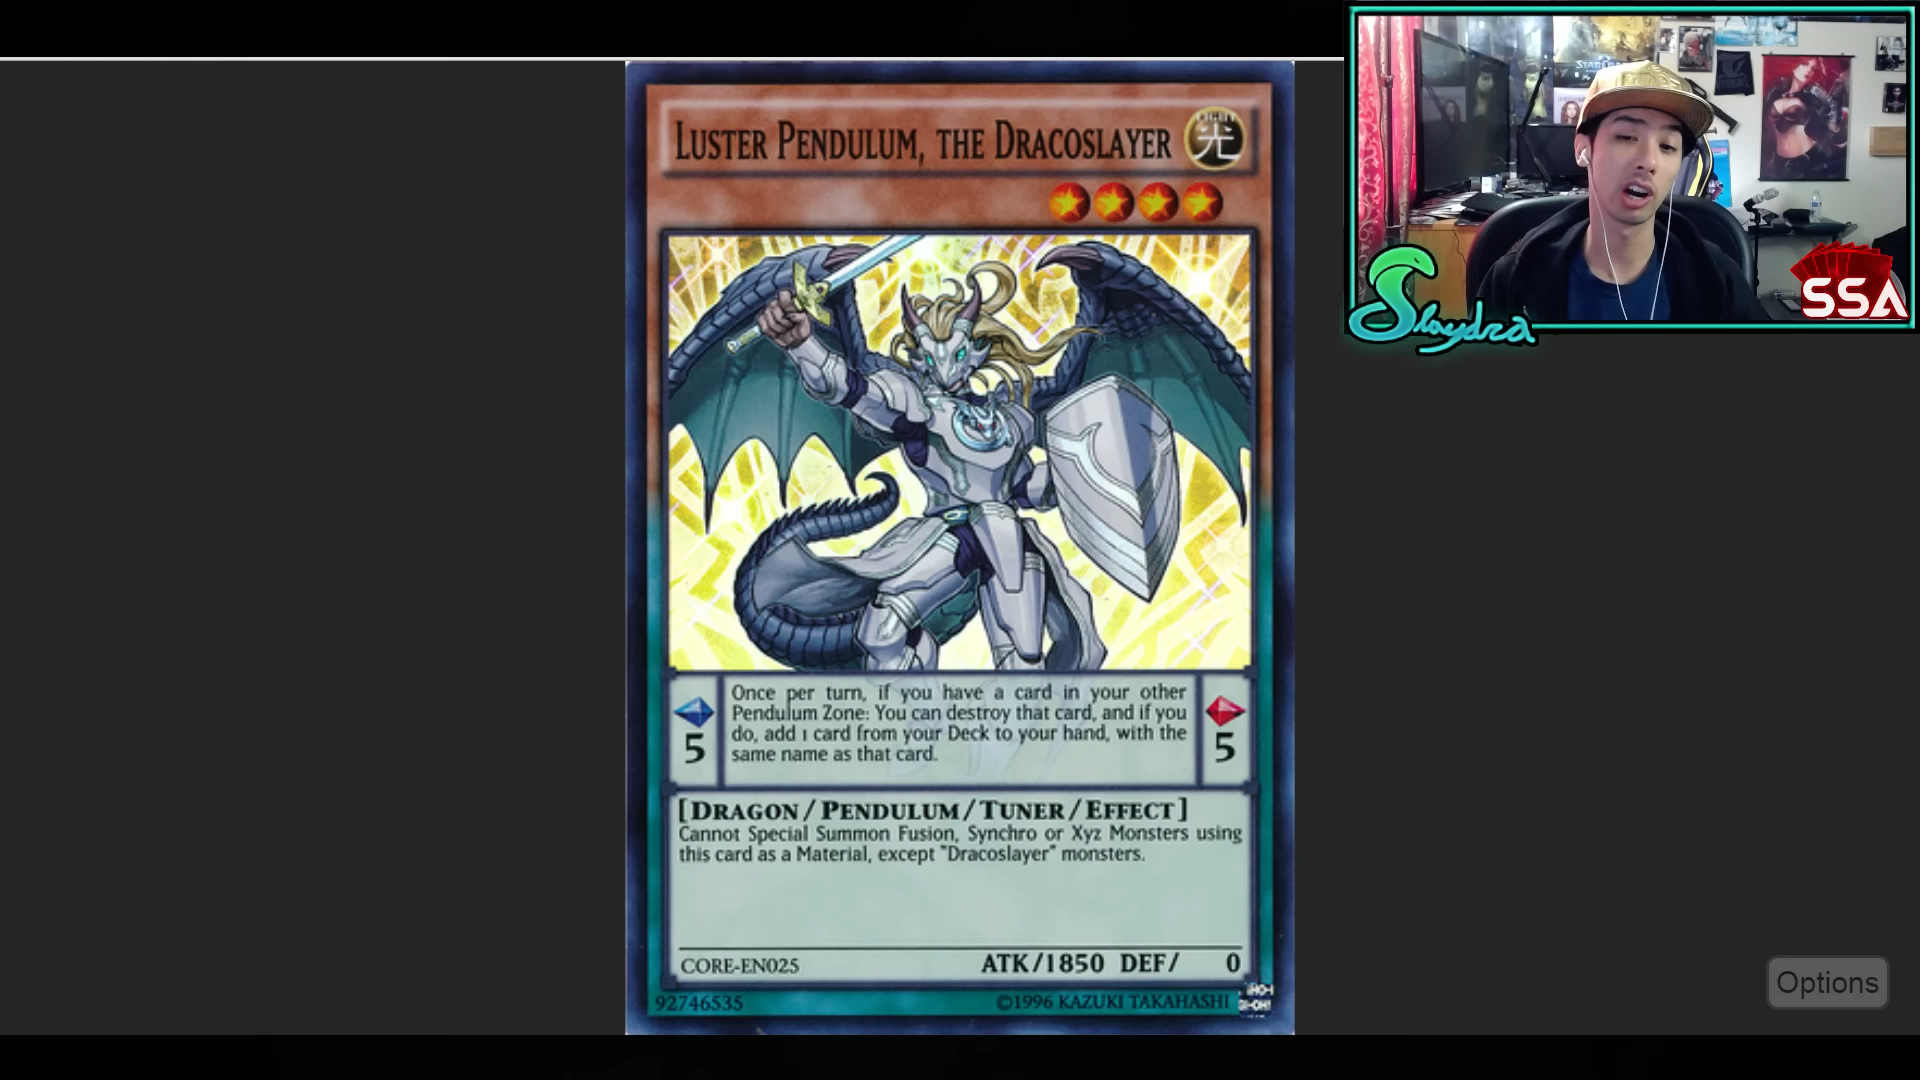 LUSTER PENDULUM, THE DRACOSLAYER
LIGHT
光
Once per turn, if you have a card in your other
Pendulum Zone: You can destroy that card, and if you
do, add 1 card from your Deck to your hand, with the
same name as that card.
5
5
[DRAGON/PENDULUM/TUNER/EFFECT]
Cannot Special Summon Fusion, Synchro or Xyz Monsters using
this card as a Material, except "Dracoslayer" monsters.
CORE-EN025
ATK/1850 DEF/ 0
92746535
©1996 KAZUKI TAKAHASHI
STARCRAFT
Slaydra
SSA
Options